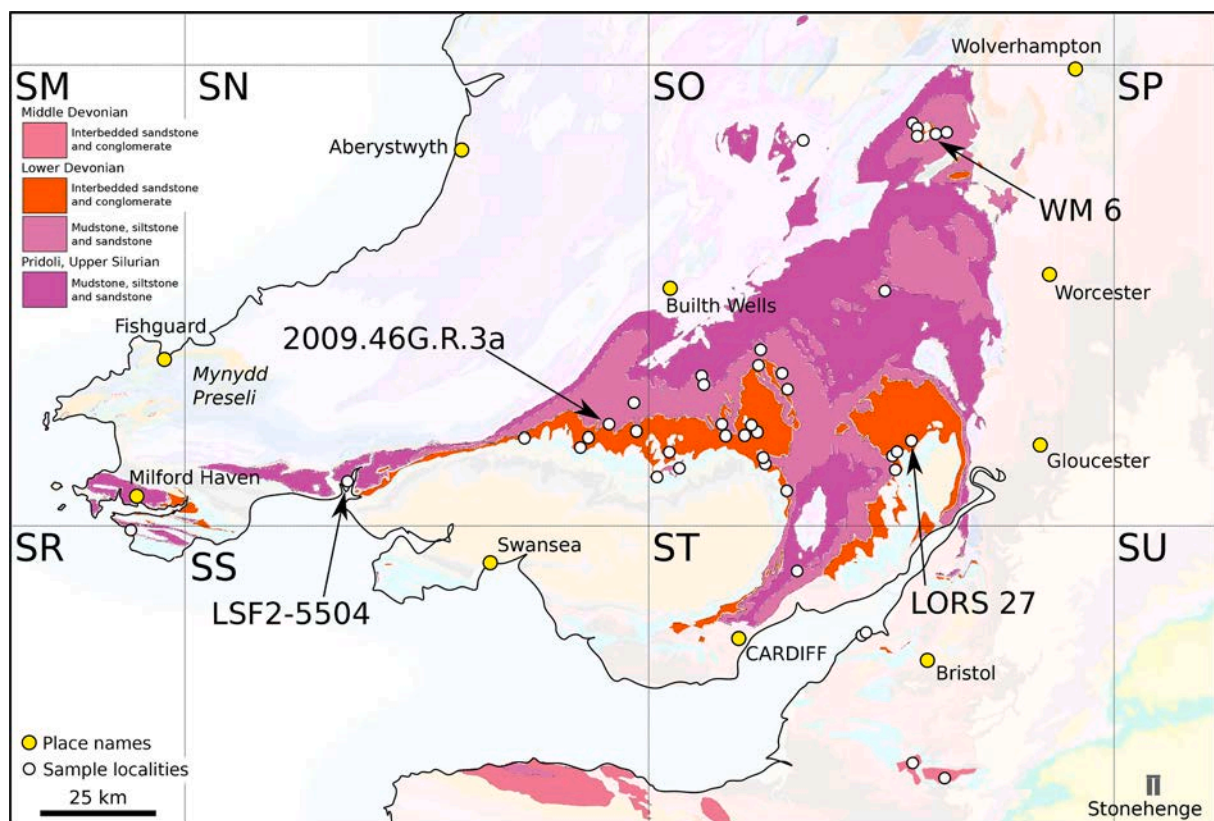 Wolverhampton
SM
SN
SO
SP
Middle Devonian
Interbedded sandstone
and conglomerate
Lower Devonian
Interbedded sandstone
and conglomerate
Mudstone, siltstone
and sandstone
Pridoli, Upper Silurian
Mudstone, siltstone
and sandstone
Aberystwyth
WM 6
Builth Wells
Worcester
Fishguard
2009.46G.R.3a
Mynydd
Preseli
Milford Haven
Gloucester
SR
SS
ST
SU
Swansea
LSF2-5504
LORS 27
CARDIFF
Bristol
Place names
Sample localities
25 km
Stonehenge